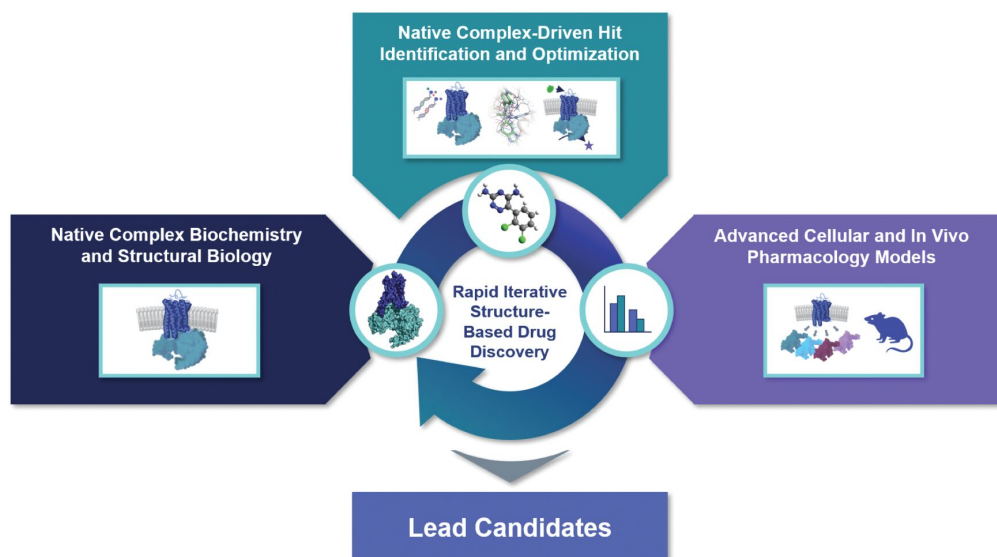 Native Complex-Driven Hit
Identification and Optimization
Native Complex Biochemistry
and Structural Biology
Rapid Iterative
Structure-
Based Drug
Discovery
Advanced Cellular and In Vivo
Pharmacology Models
Lead Candidates